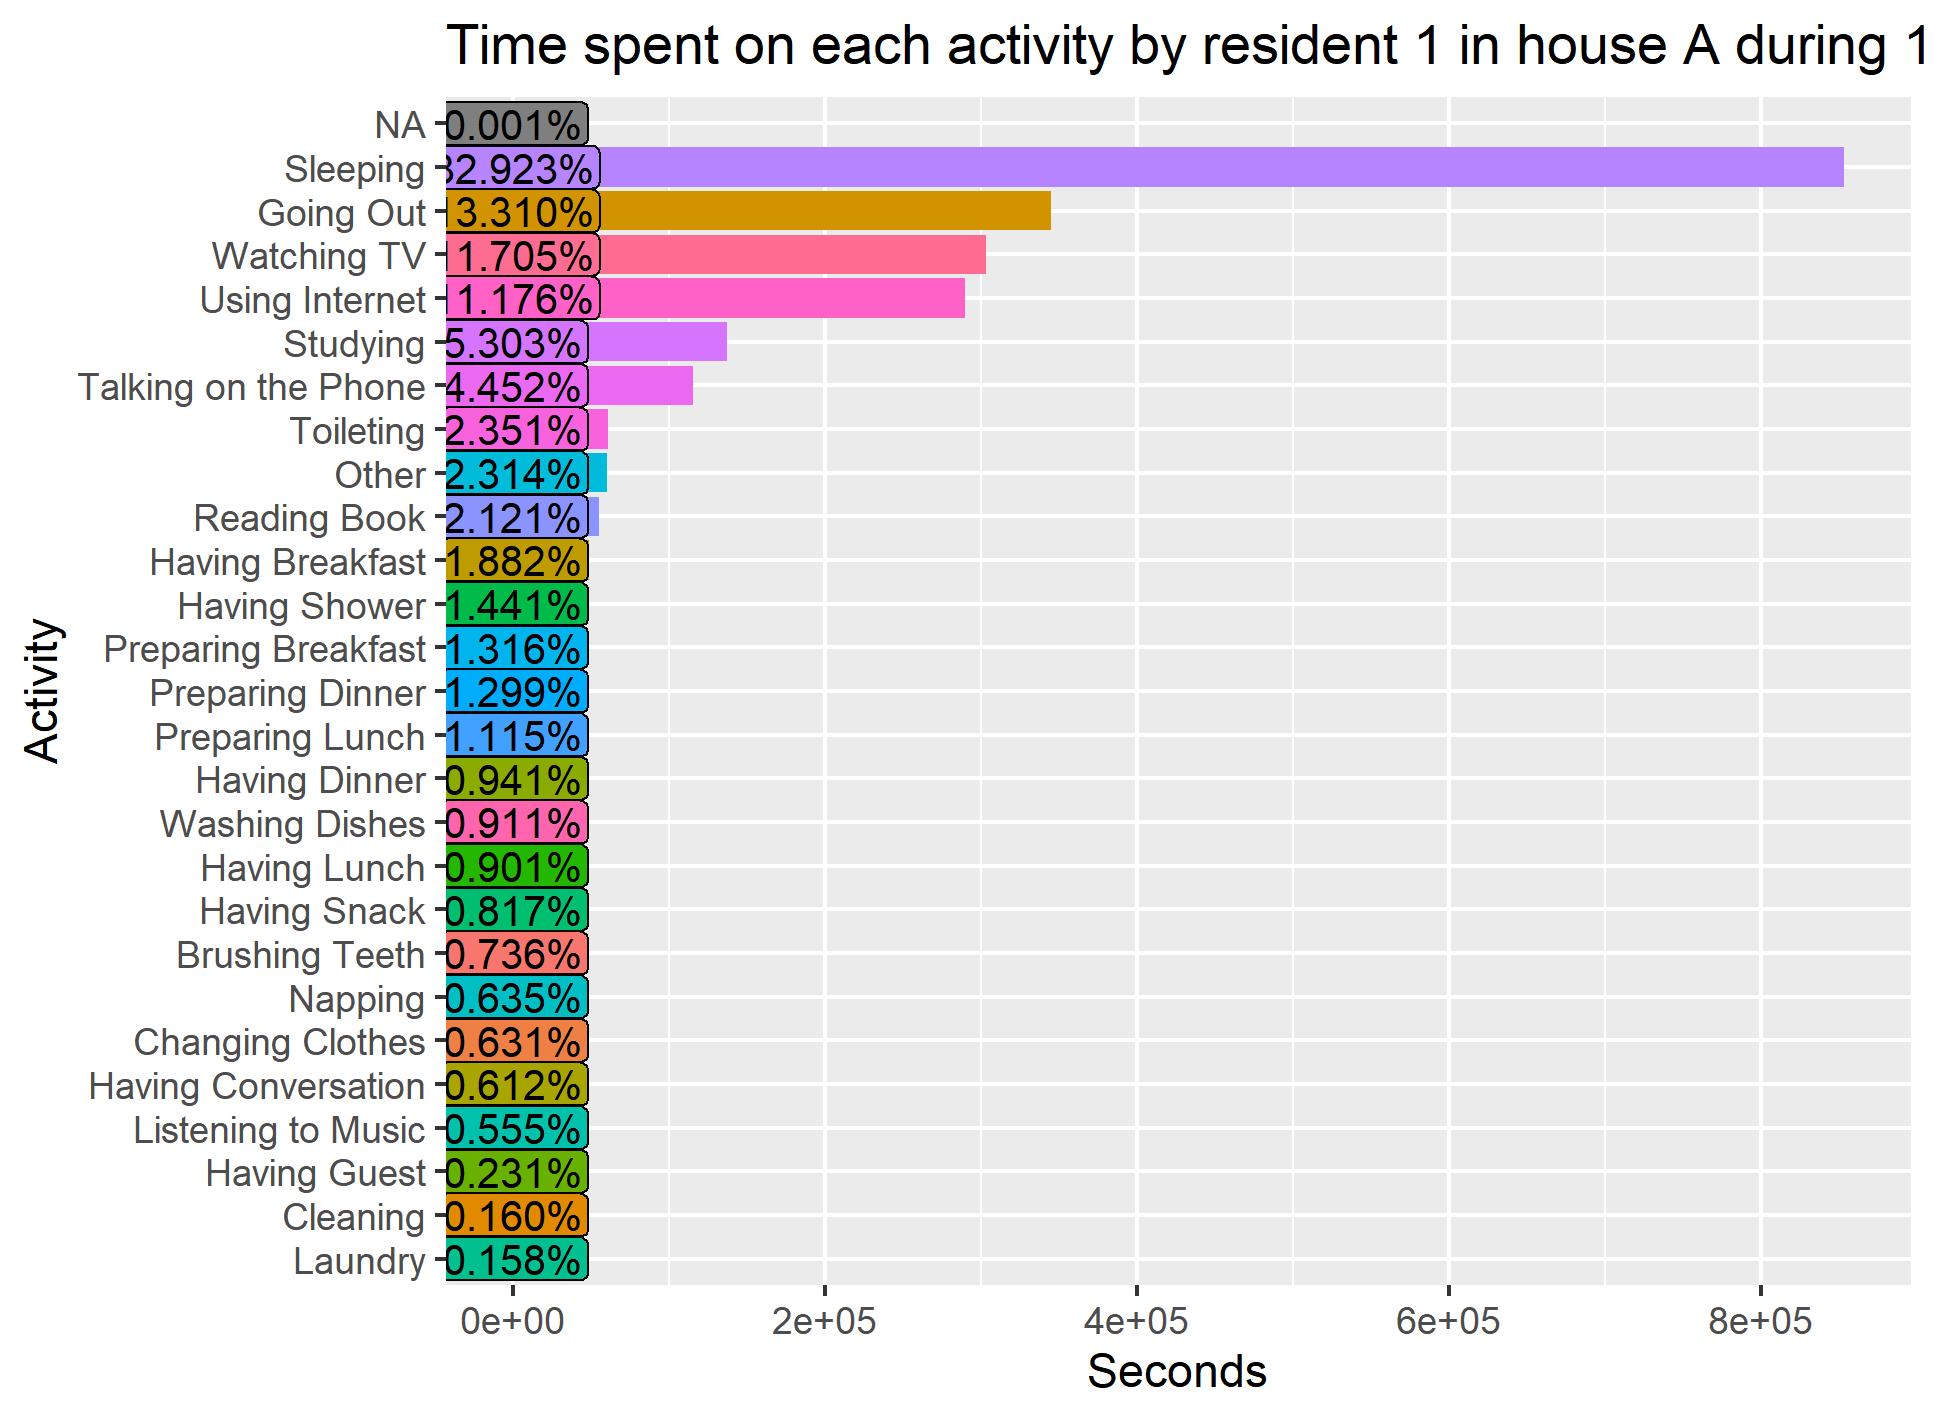 Time spent on each activity by resident 1 in house A during 1
NA 0.001%
Sleeping 32.923%
Going Out 13.310%
Watching TV 11.705%
Using Internet 11.176%
Studying 5.303%
Talking on the Phone 4.452%
Toileting 2.351%
Other 2.314%
Reading Book 2.121%
Having Breakfast 1.882%
Having Shower 1.441%
Preparing Breakfast 1.316%
Preparing Dinner 1.299%
Preparing Lunch 1.115%
Having Dinner 0.941%
Washing Dishes 0.911%
Having Lunch 0.901%
Having Snack 0.817%
Brushing Teeth 0.736%
Napping 0.635%
Changing Clothes 0.631%
Having Conversation 0.612%
Listening to Music 0.555%
Having Guest 0.231%
Cleaning 0.160%
Laundry 0.158%
Activity
0e+00 2e+05 4e+05 6e+05 8e+05
Seconds